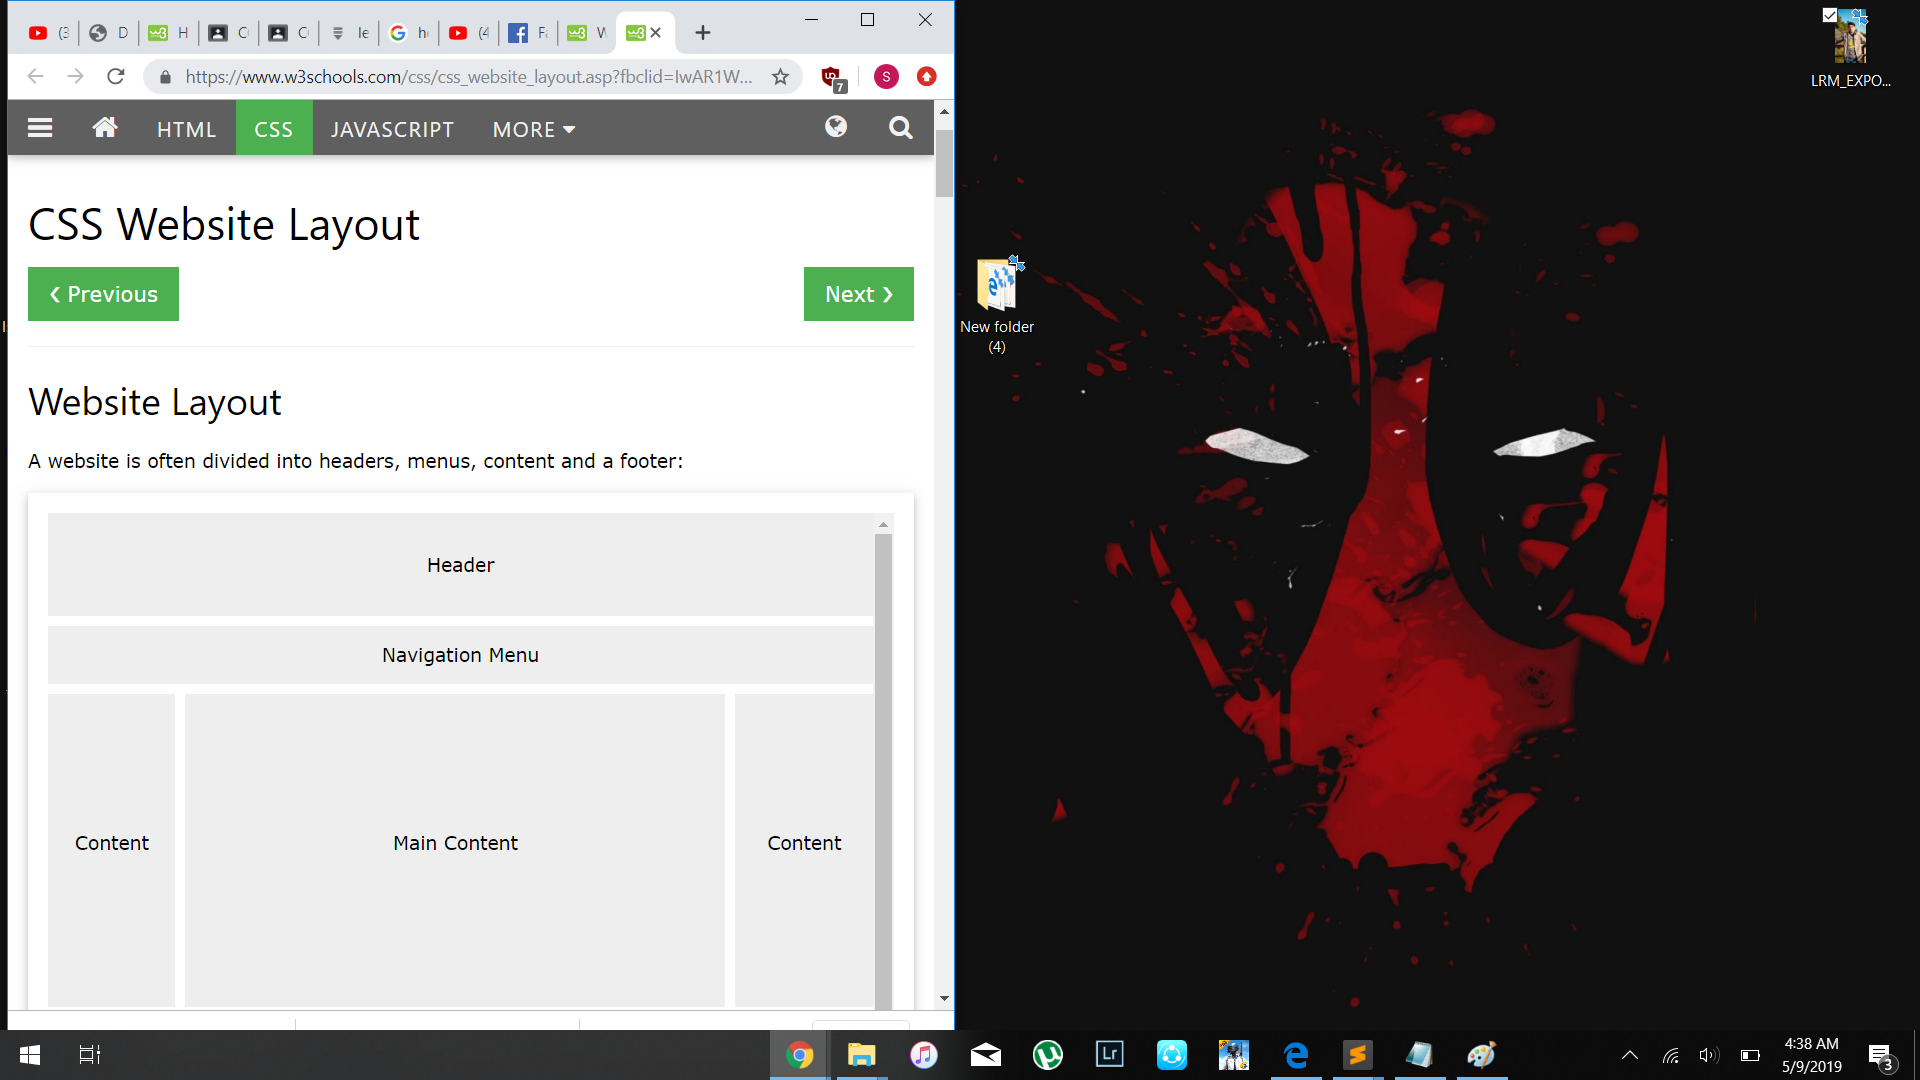 (3
D
H
C
C
le
h
(4
Fa
W
https://www.w3schools.com/css/css_website_layout.asp?fbclid=IwAR1W...
7
S
HTML
CSS
JAVASCRIPT
MORE
CSS Website Layout
❮ Previous
Next ❯
Website Layout
A website is often divided into headers, menus, content and a footer:
Header
Navigation Menu
Content
Main Content
Content
LRM_EXPO...
New folder
(4)
Lr
4:38 AM
5/9/2019
3